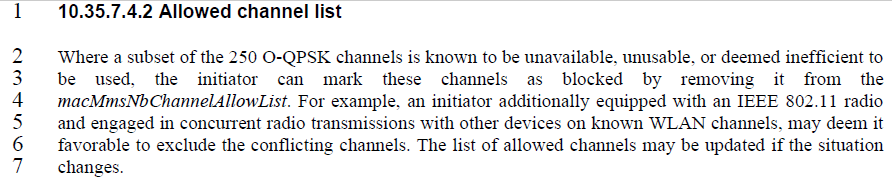 1 10.35.7.4.2 Allowed channel list
2 Where a subset of the 250 O-QPSK channels is known to be unavailable, unusable, or deemed inefficient to
3 be used, the initiator can mark these channels as blocked by removing it from the
4 macMmsNbChannelAllowList. For example, an initiator additionally equipped with an IEEE 802.11 radio
5 and engaged in concurrent radio transmissions with other devices on known WLAN channels, may deem it
6 favorable to exclude the conflicting channels. The list of allowed channels may be updated if the situation
7 changes.